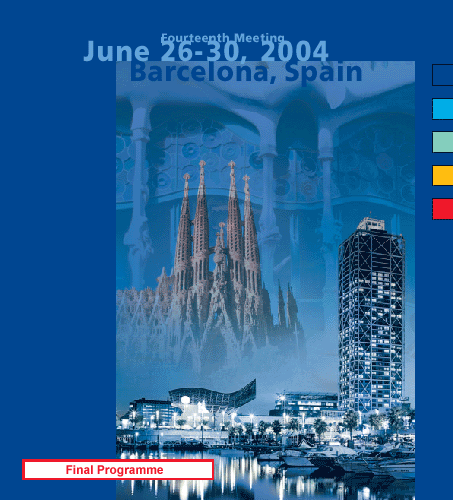 Fourteenth Meeting
June 26-30, 2004
Barcelona, Spain
Final Programme